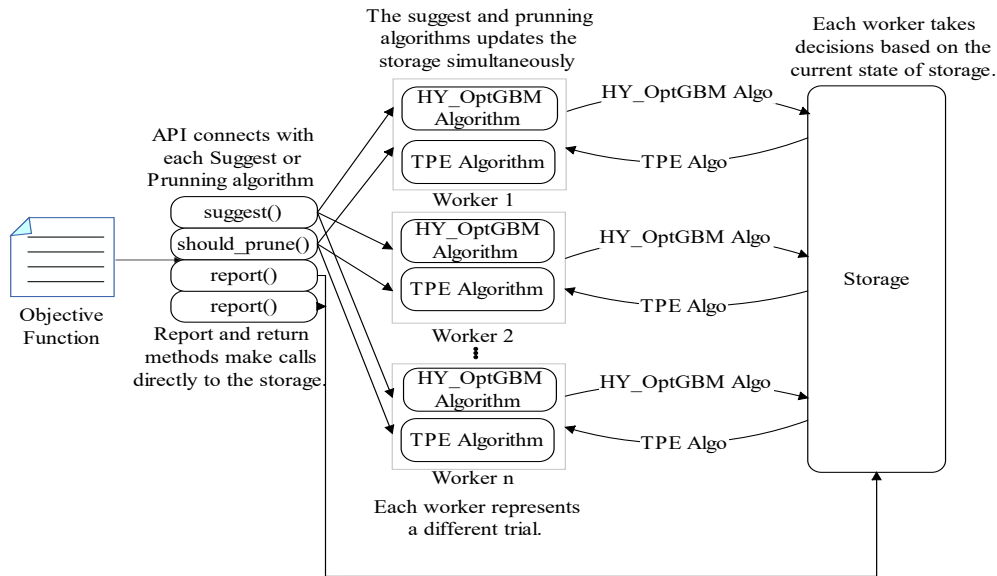 The suggest and prunning
algorithms updates the
storage simultaneously
Each worker takes
decisions based on the
current state of storage.
API connects with
each Suggest or
Prunning algorithm
suggest()
should_prune()
report()
report()
Report and return
methods make calls
directly to the storage.
Objective
Function
HY_OptGBM
Algorithm
TPE Algorithm
Worker 1
HY_OptGBM Algo
TPE Algo
HY_OptGBM
Algorithm
TPE Algorithm
Worker 2
HY_OptGBM Algo
TPE Algo
HY_OptGBM
Algorithm
TPE Algorithm
Worker n
HY_OptGBM Algo
TPE Algo
Storage
Each worker represents
a different trial.